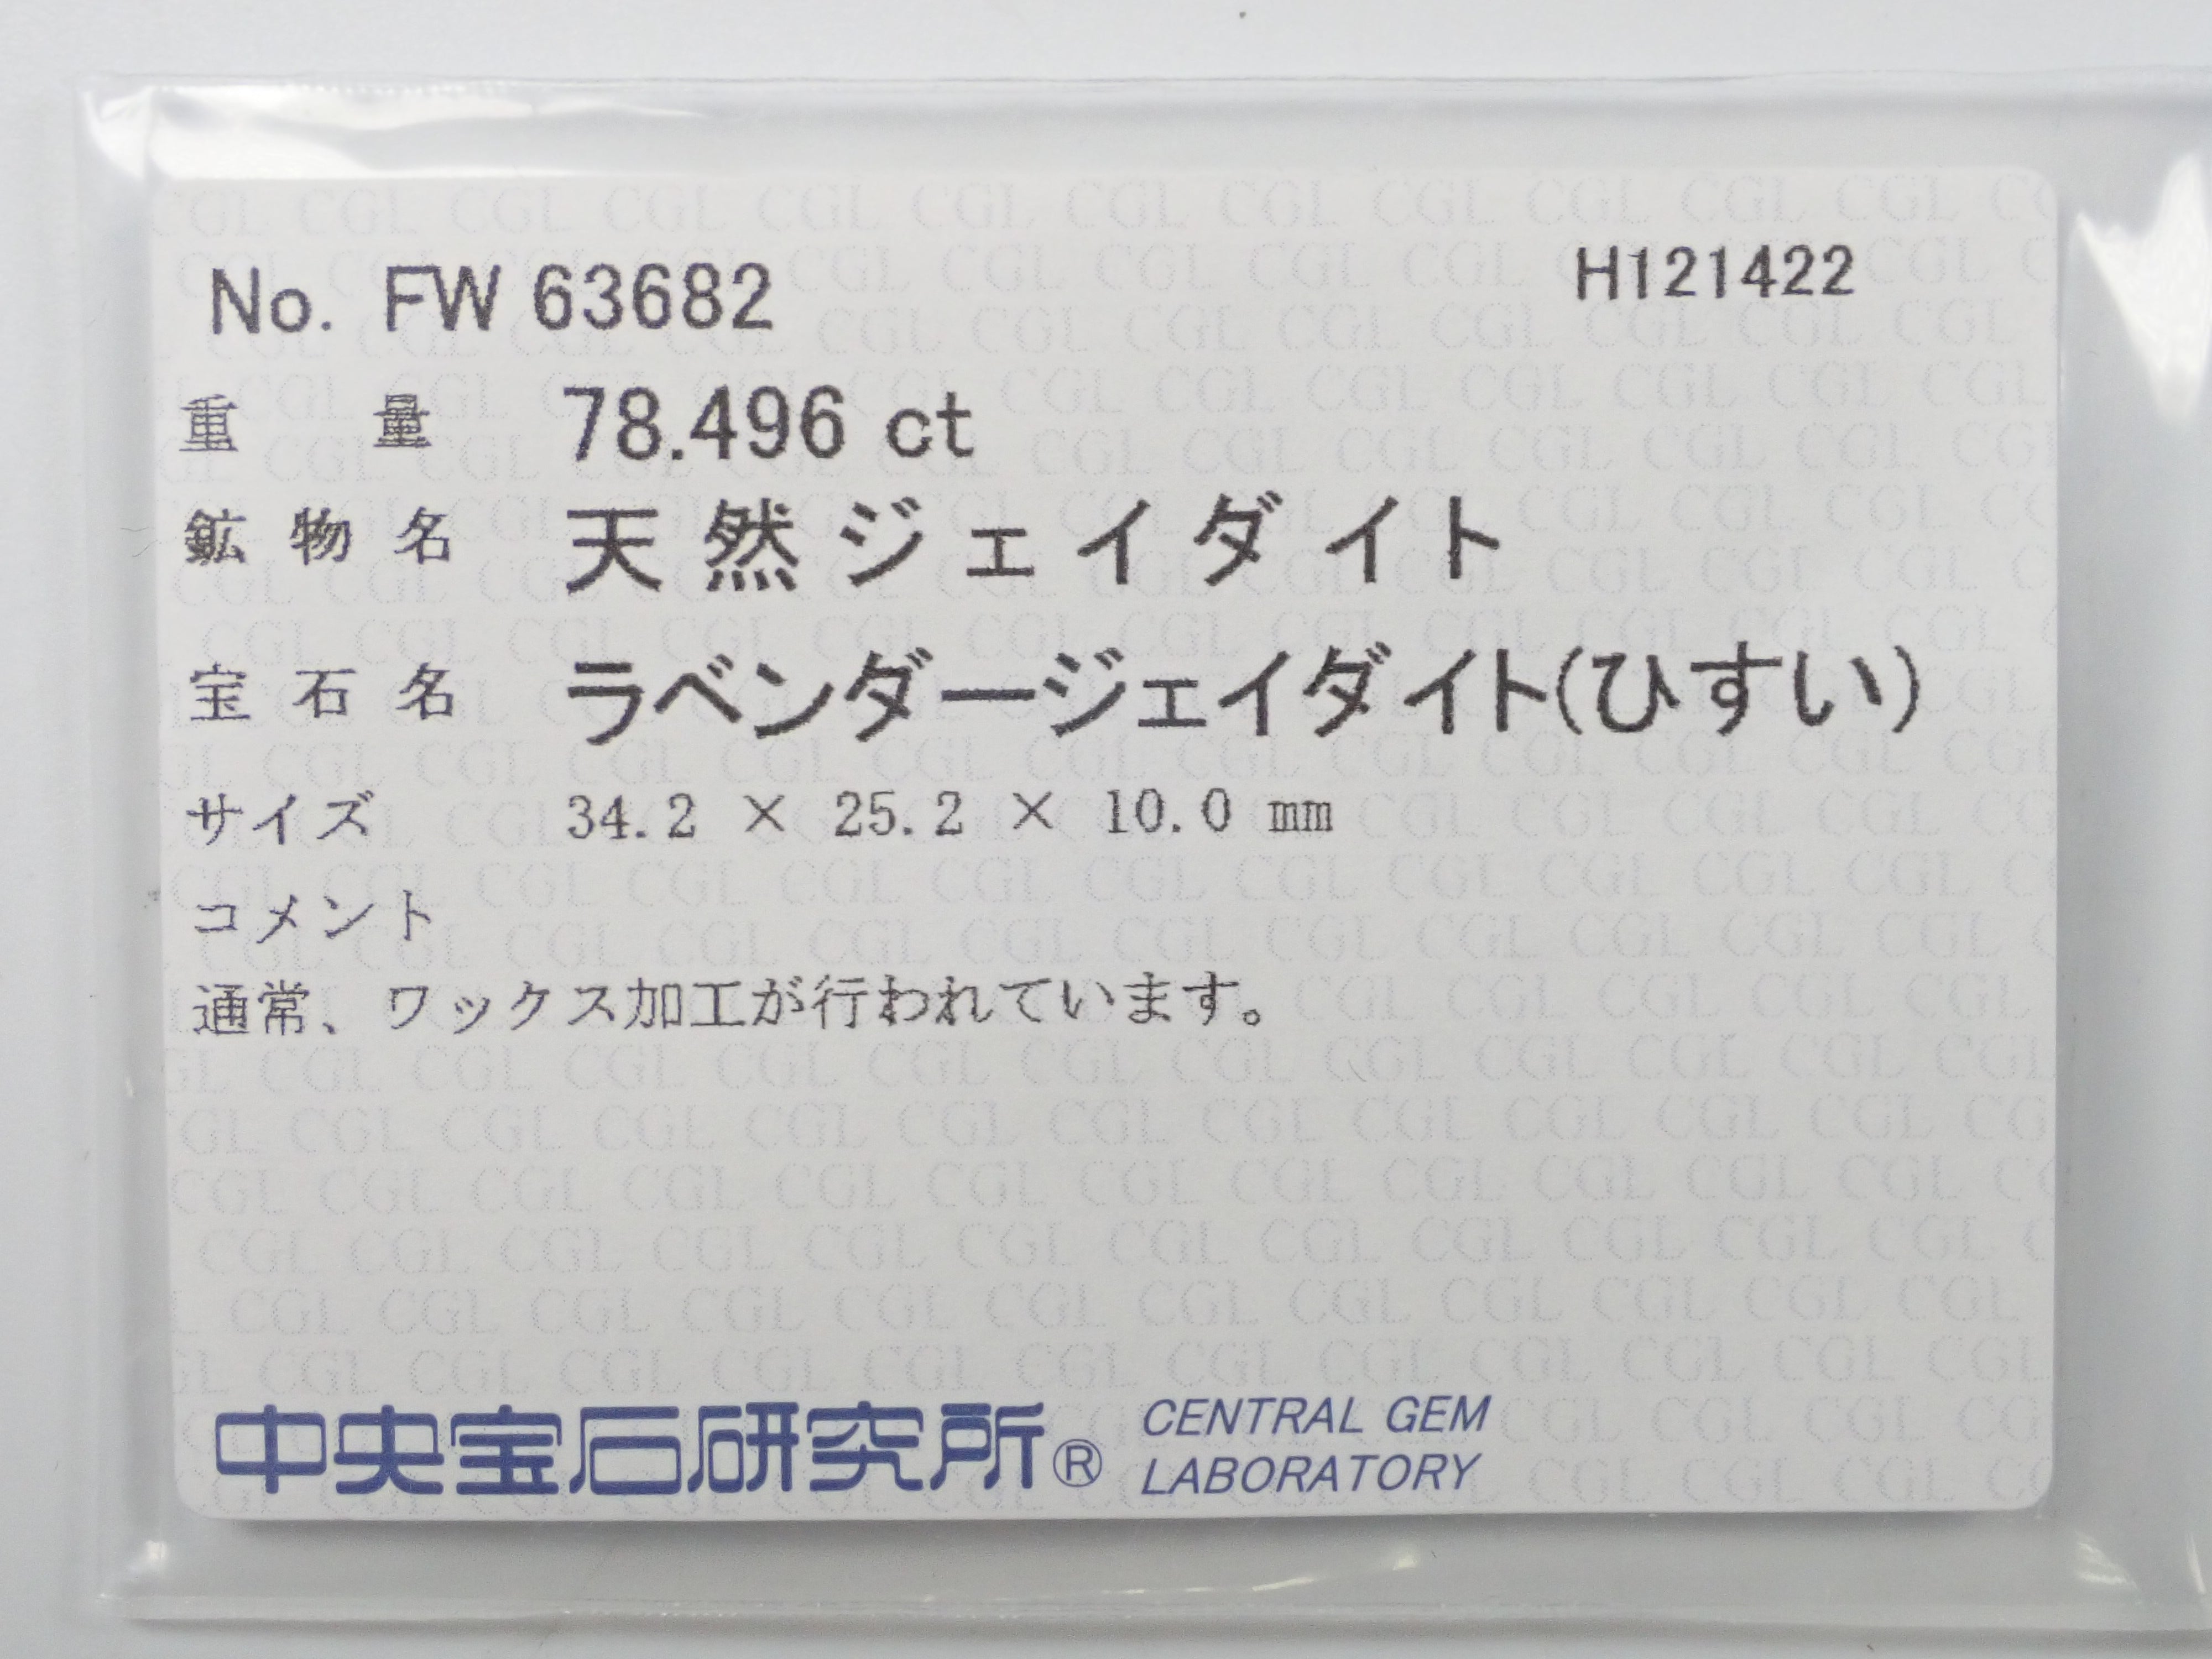 No. FW 63682 H121422
重量 78.496 ct
鉱物名 天然ジェイダイト
宝石名 ラベンダージェイダイト(ひすい)
サイズ 34.2 × 25.2 × 10.0 mm
コメント
通常、ワックス加工が行われています。
中央宝石研究所® CENTRAL GEM
LABORATORY